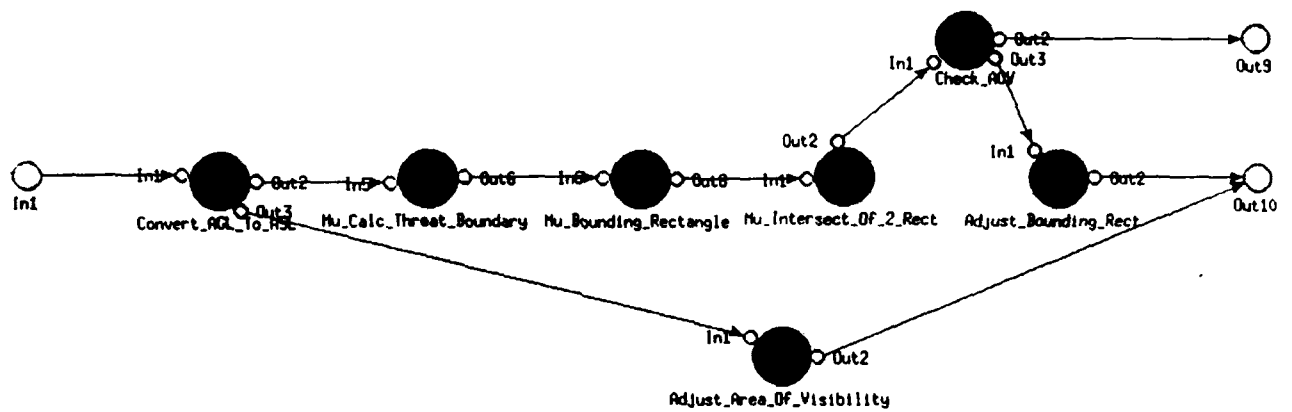 Out2
Out9
In1
Out3
Check_AOV
Out2
In1
In1
Out2
In5
Out6
In6
Out8
In1
Out2
In1
Out3
Out10
Convert_AGL_To_ASL
Mu_Calc_Threat_Boundary
Mu_Bounding_Rectangle
Mu_Intersect_Of_2_Rect
Adjust_Bounding_Rect
In1
Out2
Adjust_Area_Of_Visibility